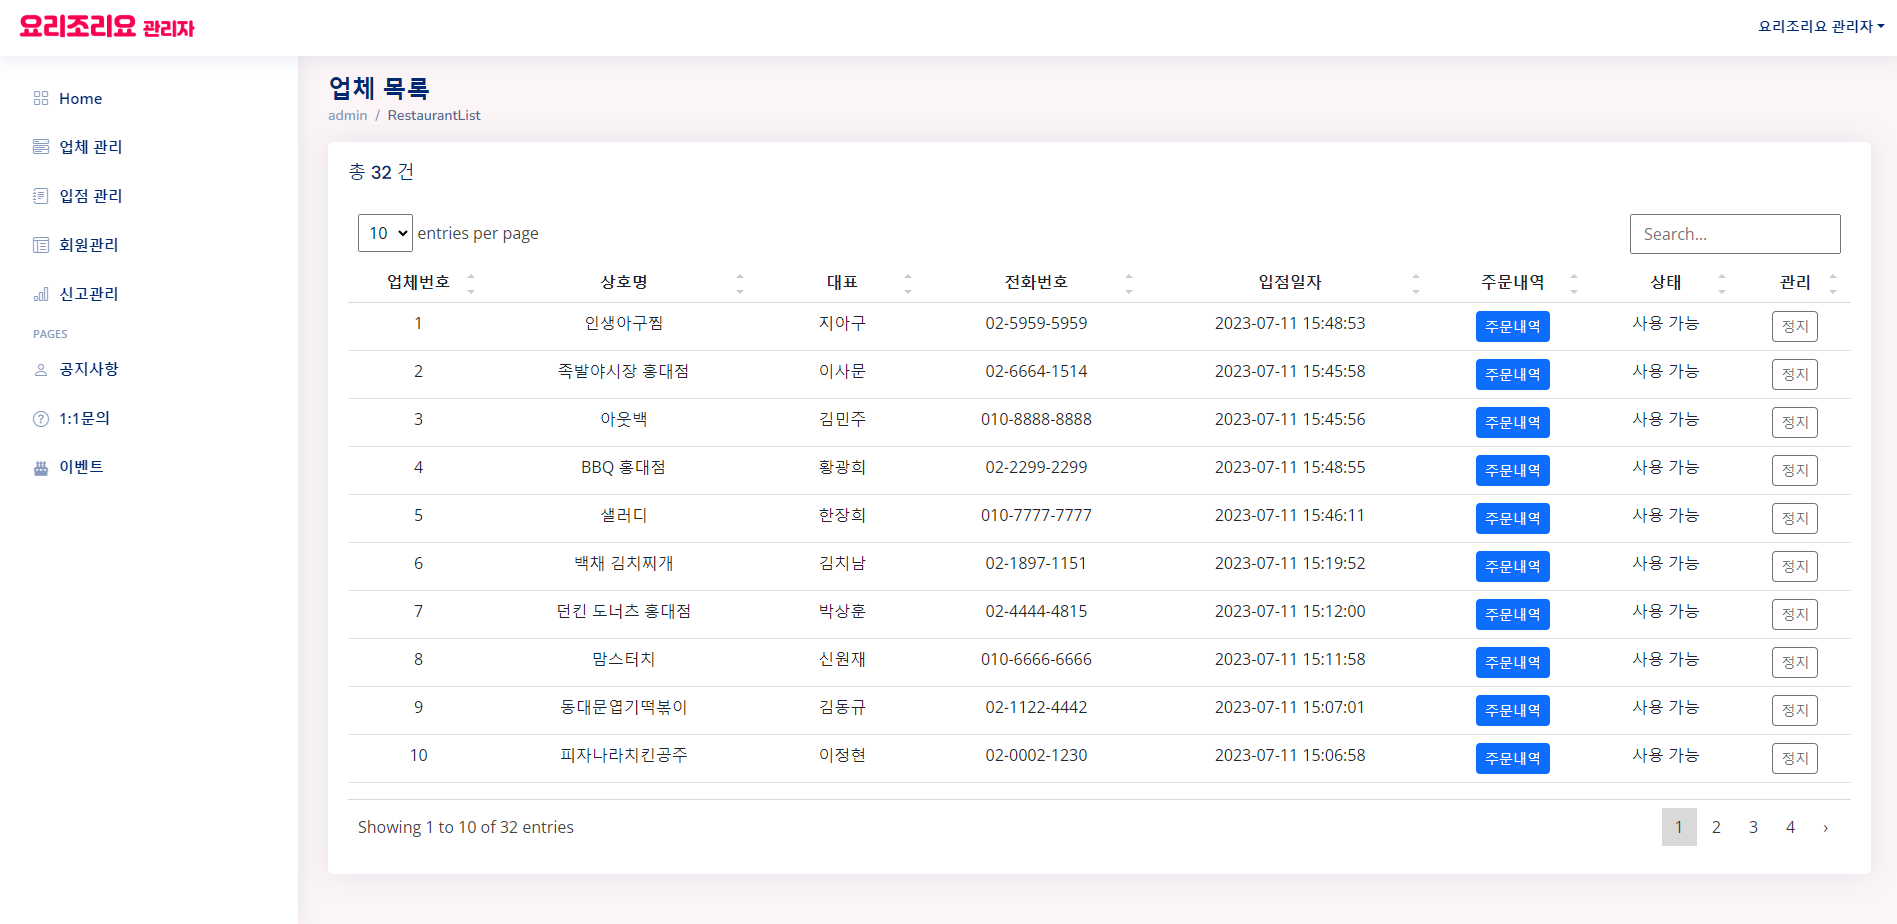 요리조리요 관리자
요리조리요 관리자
Home
업체 관리
입점 관리
회원관리
신고관리
PAGES
공지사항
1:1문의
이벤트
업체 목록
admin / RestaurantList
총 32 건
10 entries per page
Search...
업체번호 상호명 대표 전화번호 입점일자 주문내역 상태 관리
1 인생아구찜 지아구 02-5959-5959 2023-07-11 15:48:53 주문내역 사용 가능 정지
2 족발야시장 홍대점 이사문 02-6664-1514 2023-07-11 15:45:58 주문내역 사용 가능 정지
3 아웃백 김민주 010-8888-8888 2023-07-11 15:45:56 주문내역 사용 가능 정지
4 BBQ 홍대점 황광희 02-2299-2299 2023-07-11 15:48:55 주문내역 사용 가능 정지
5 샐러디 한장희 010-7777-7777 2023-07-11 15:46:11 주문내역 사용 가능 정지
6 백채 김치찌개 김치남 02-1897-1151 2023-07-11 15:19:52 주문내역 사용 가능 정지
7 던킨 도너츠 홍대점 박상훈 02-4444-4815 2023-07-11 15:12:00 주문내역 사용 가능 정지
8 맘스터치 신원재 010-6666-6666 2023-07-11 15:11:58 주문내역 사용 가능 정지
9 동대문엽기떡볶이 김동규 02-1122-4442 2023-07-11 15:07:01 주문내역 사용 가능 정지
10 피자나라치킨공주 이정현 02-0002-1230 2023-07-11 15:06:58 주문내역 사용 가능 정지
Showing 1 to 10 of 32 entries
1 2 3 4 ›